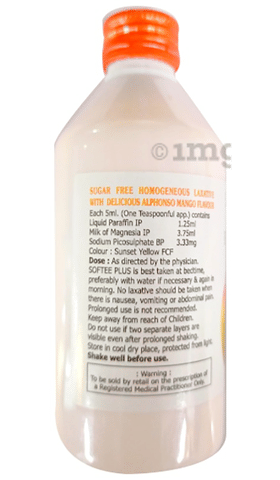 © 1mg
SUGAR FREE HOMOGENEOUS LAXATIVE
WITH DELICIOUS ALPHONSO MANGO FLAVOUR
Each 5ml. (One Teaspoonful app.) contains
Liquid Paraffin IP 1.25ml
Milk of Magnesia IP 3.75ml
Sodium Picosulphate BP 3.33mg
Colour : Sunset Yellow FCF
Dose : As directed by the physician.
SOFTEE PLUS is best taken at bedtime,
preferably with water if necessary & again in
morning. No laxative should be taken when
there is nausea, vomiting or abdominal pain.
Prolonged use is not recommended.
Keep away from reach of Children.
Do not use if two separate layers are
visible even after prolonged shaking.
Store in cool dry place, protected from light.
Shake well before use.
: Warning :
To be sold by retail on the prescription of
a Registered Medical Practitioner Only.